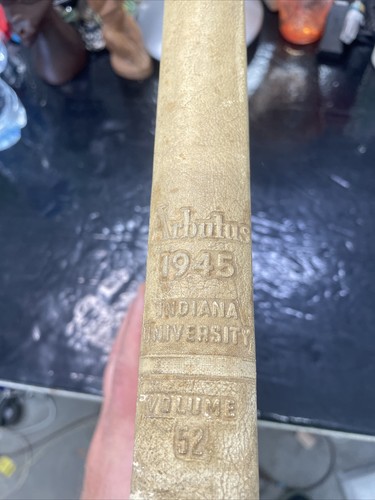 Arbutus
1945
INDIANA
UNIVERSITY
VOLUME
52